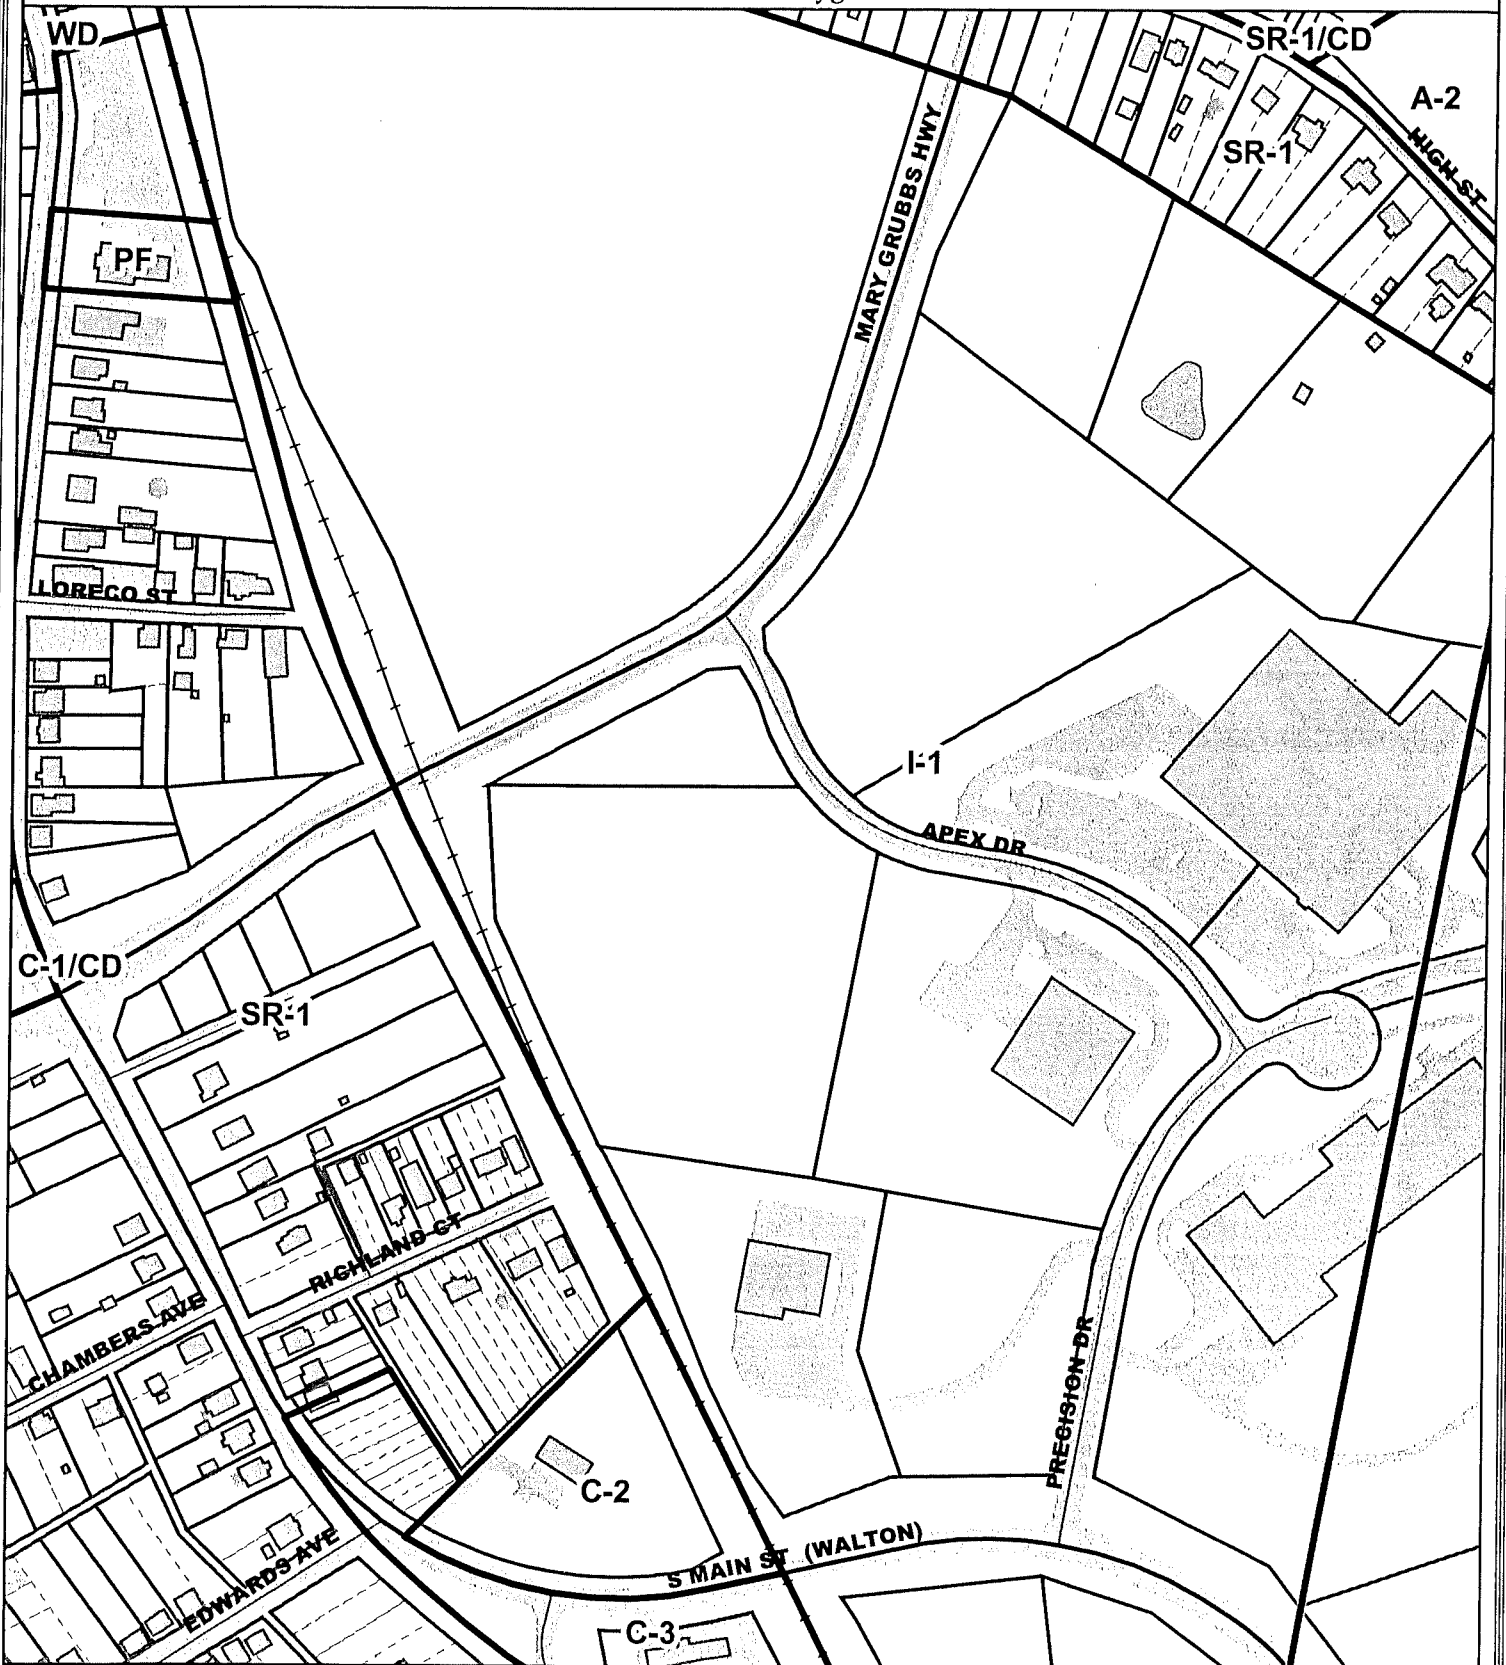 WD
SR-1/CD
A-2
HIGH ST
SR-1
MARY GRUBBS HWY
PF
LORECO ST
I-1
APEX DR
C-1/CD
SR-1
RICHLAND CT
CHAMBERS AVE
PRECISION DR
C-2
S MAIN ST (WALTON)
EDWARDS AVE
C-3